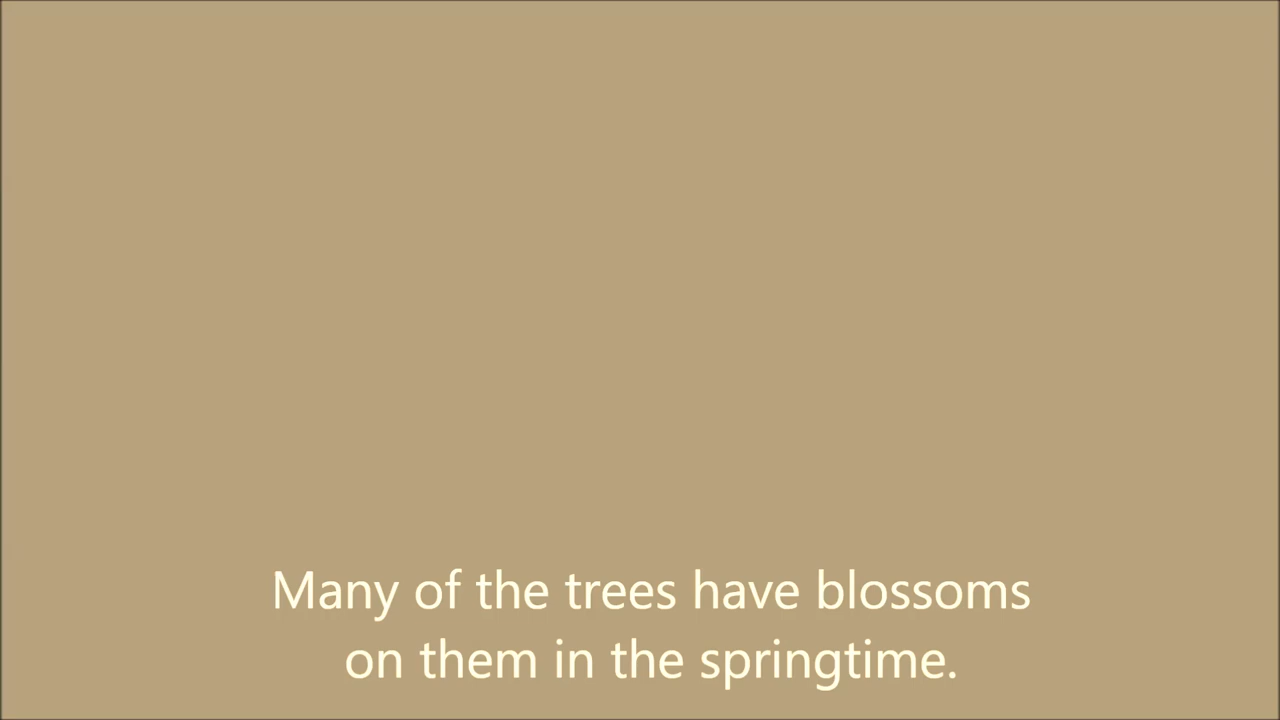 Many of the trees have blossoms
on them in the springtime.